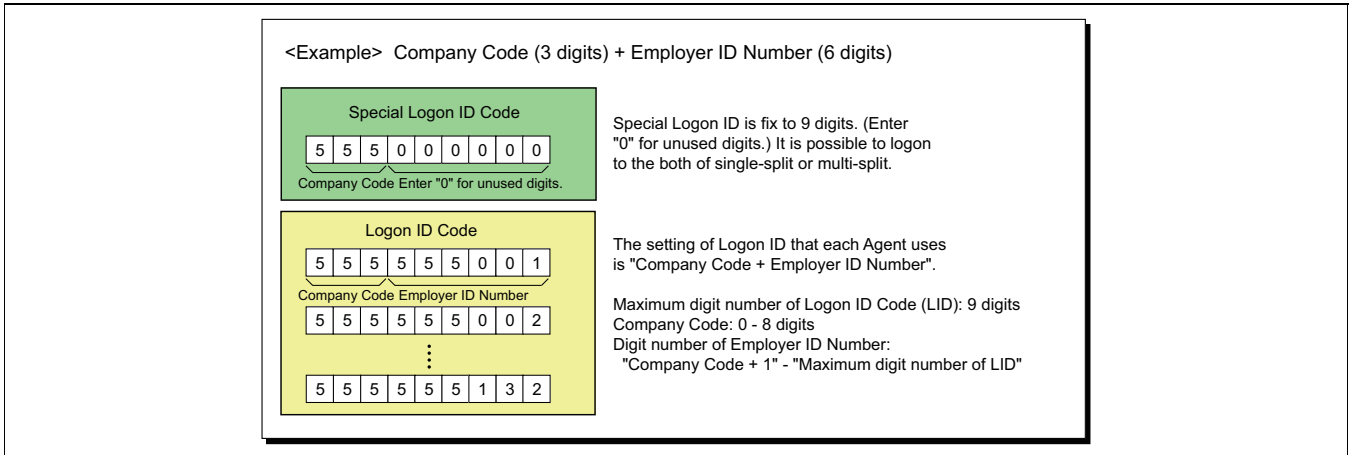 <Example> Company Code (3 digits) + Employer ID Number (6 digits)
Special Logon ID Code
5 5 5 0 0 0 0 0 0
Company Code Enter "0" for unused digits.
Special Logon ID is fix to 9 digits. (Enter
"0" for unused digits.) It is possible to logon
to the both of single-split or multi-split.
Logon ID Code
5 5 5 5 5 5 0 0 1
Company Code Employer ID Number
5 5 5 5 5 5 0 0 2
5 5 5 5 5 5 1 3 2
The setting of Logon ID that each Agent uses
is "Company Code + Employer ID Number".
Maximum digit number of Logon ID Code (LID): 9 digits
Company Code: 0 - 8 digits
Digit number of Employer ID Number:
"Company Code + 1" - "Maximum digit number of LID"